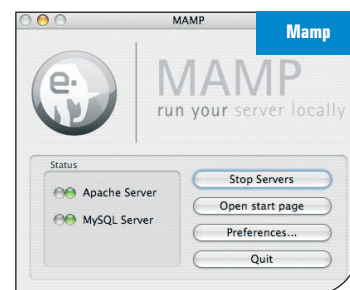 MAMP
Mamp
e.
MAMP
run your server locally
Status
Apache Server
MySQL Server
Stop Servers
Open start page
Preferences...
Quit